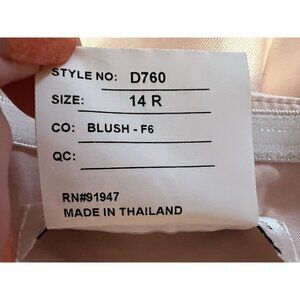 STYLE NO: D760
SIZE: 14 R
CO: BLUSH - F6
QC:
RN#91947
MADE IN THAILAND